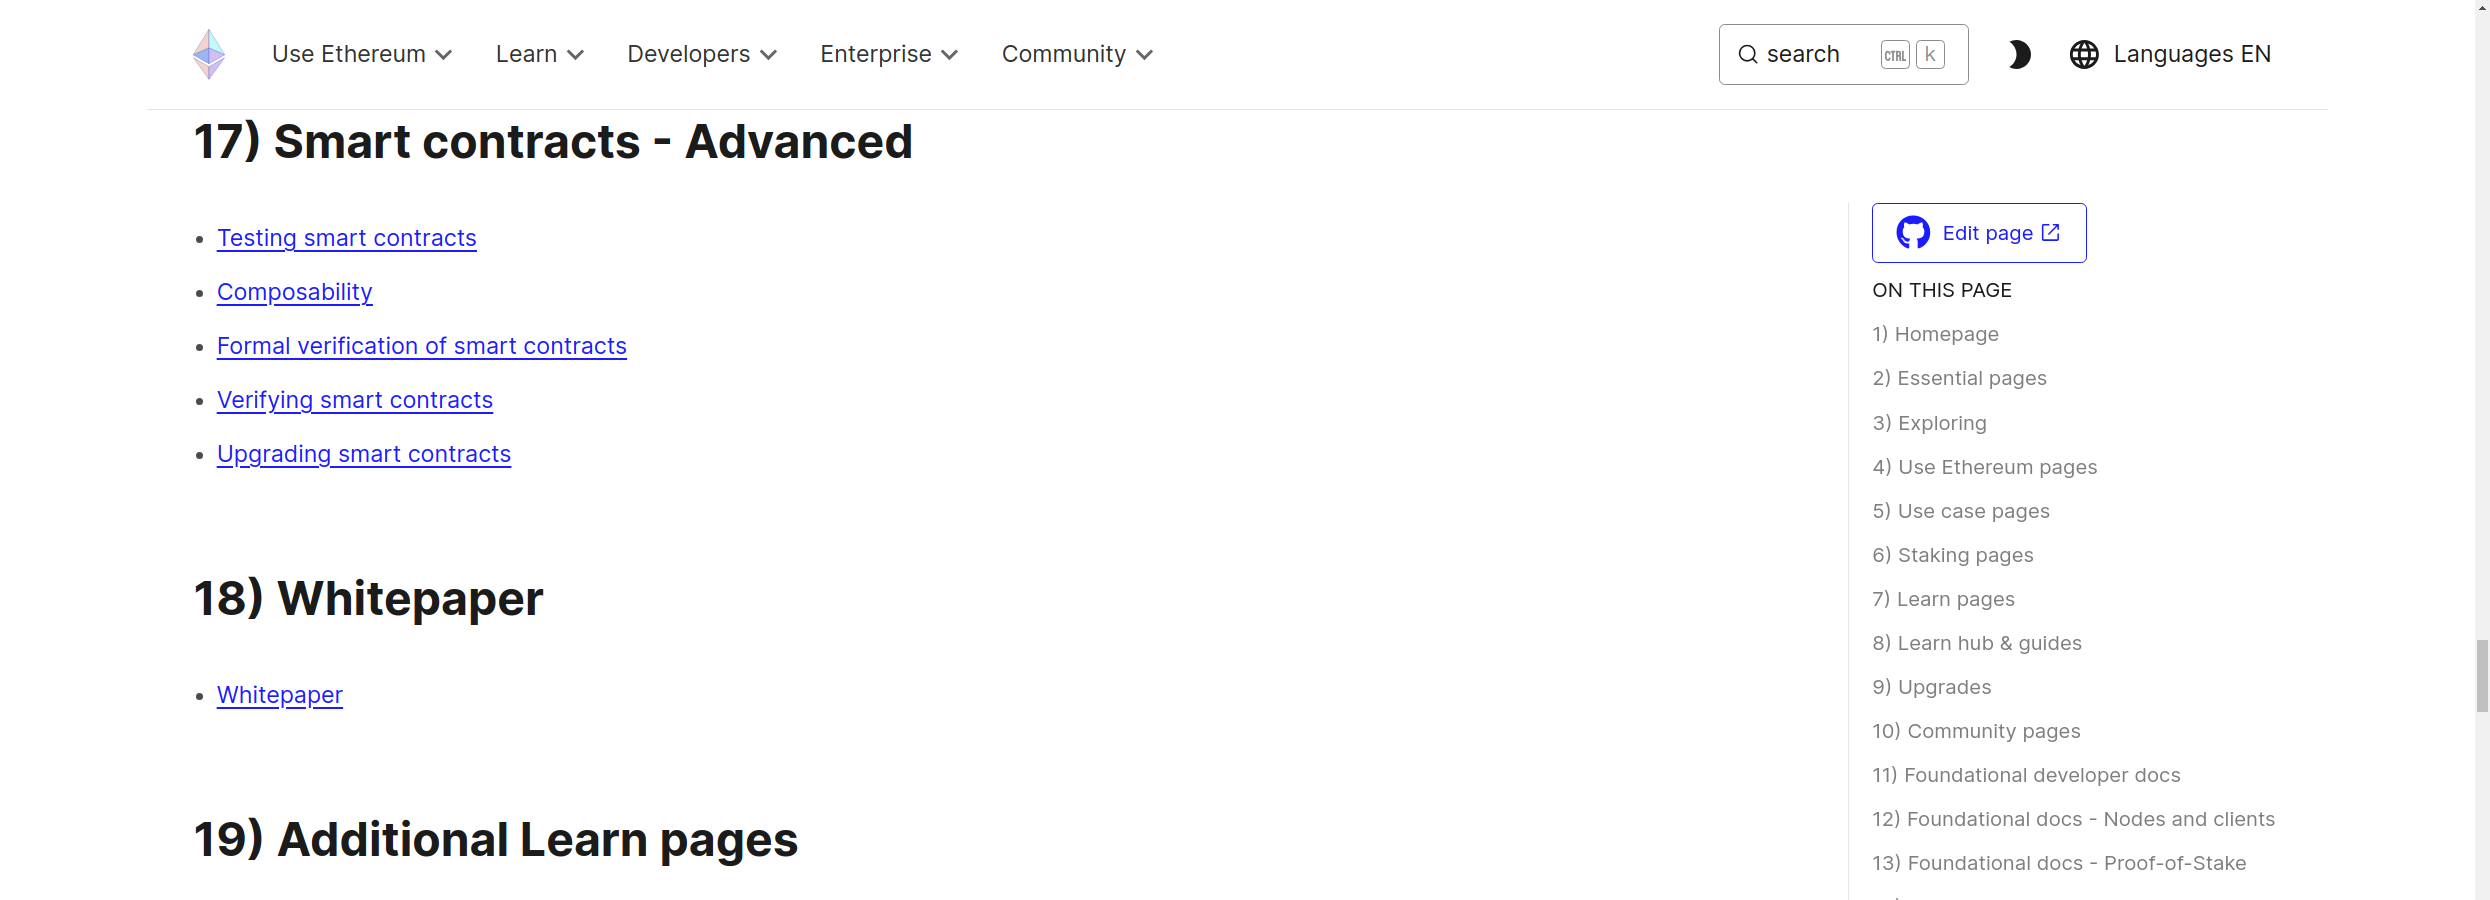 Use Ethereum
Learn
Developers
Enterprise
Community
search
CTRL
k
Languages EN
17) Smart contracts - Advanced
Testing smart contracts
Composability
Formal verification of smart contracts
Verifying smart contracts
Upgrading smart contracts
18) Whitepaper
Whitepaper
19) Additional Learn pages
Edit page
ON THIS PAGE
1) Homepage
2) Essential pages
3) Exploring
4) Use Ethereum pages
5) Use case pages
6) Staking pages
7) Learn pages
8) Learn hub & guides
9) Upgrades
10) Community pages
11) Foundational developer docs
12) Foundational docs - Nodes and clients
13) Foundational docs - Proof-of-Stake